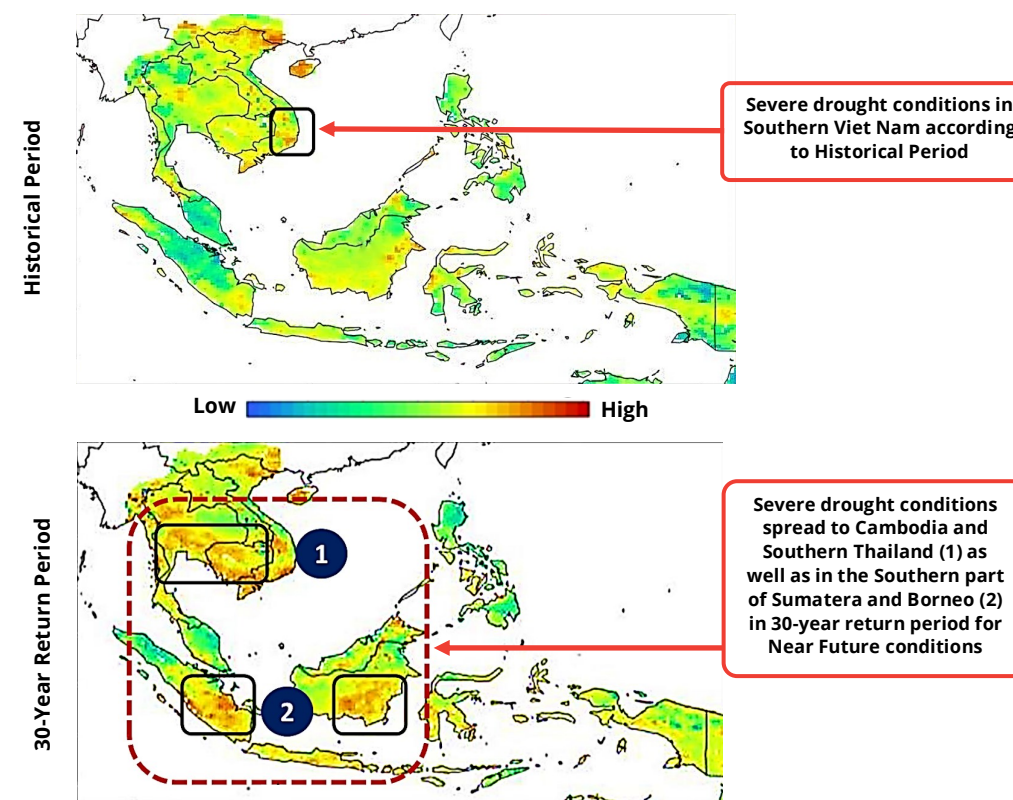 Historical Period
Severe drought conditions in
Southern Viet Nam according
to Historical Period
Low
High
30-Year Return Period
1
2
Severe drought conditions
spread to Cambodia and
Southern Thailand (1) as
well as in the Southern part
of Sumatera and Borneo (2)
in 30-year return period for
Near Future conditions